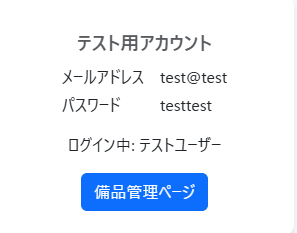 テスト用アカウント
メールアドレス test@test
パスワード testtest
ログイン中: テストユーザー
備品管理ページ